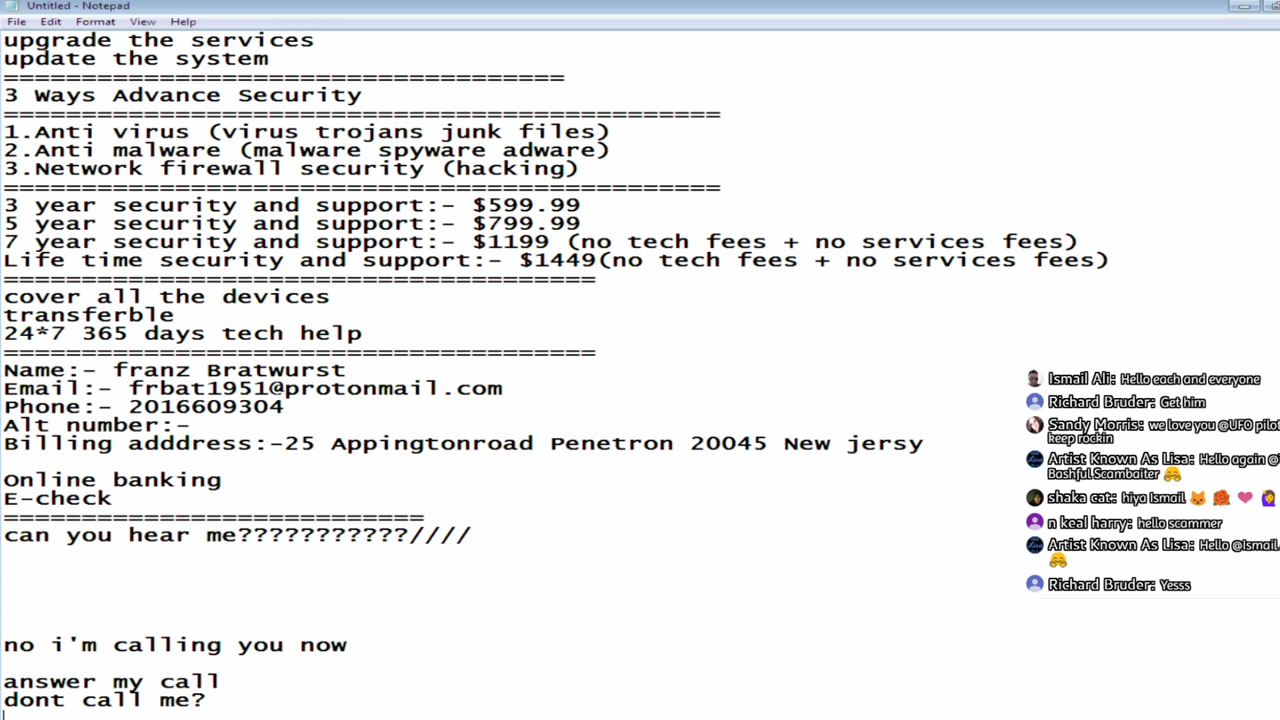 Untitled - Notepad
File Edit Format View Help
upgrade the services
update the system
====================================
3 Ways Advance Security
==============================================
1.Anti virus (virus trojans junk files)
2.Anti malware (malware spyware adware)
3.Network firewall security (hacking)
==============================================
3 year security and support:- $599.99
5 year security and support:- $799.99
7 year security and support:- $1199 (no tech fees + no services fees)
Life time security and support:- $1449(no tech fees + no services fees)
======================================
cover all the devices
transferble
24*7 365 days tech help
======================================
Name:- franz Bratwurst
Email:- frbat1951@protonmail.com
Phone:- 2016609304
Alt number:-
Billing adddress:-25 Appingtonroad Penetron 20045 New jersy
Online banking
E-check
===========================
can you hear me???????????////
no i'm calling you now
answer my call
dont call me?
Ismail Ali: Hello each and everyone
Richard Bruder: Get him
Sandy Morris: we love you @UFO pilot
keep rockin
Artist Known As Lisa: Hello again @
Bashful Scambaiter 🤗
shaka cat: hiya Ismail 🐱 🌹 ❤ 🙋‍♀️
n keal harry: hello scammer
Artist Known As Lisa: Hello @Ismail
🤗
Richard Bruder: Yesss